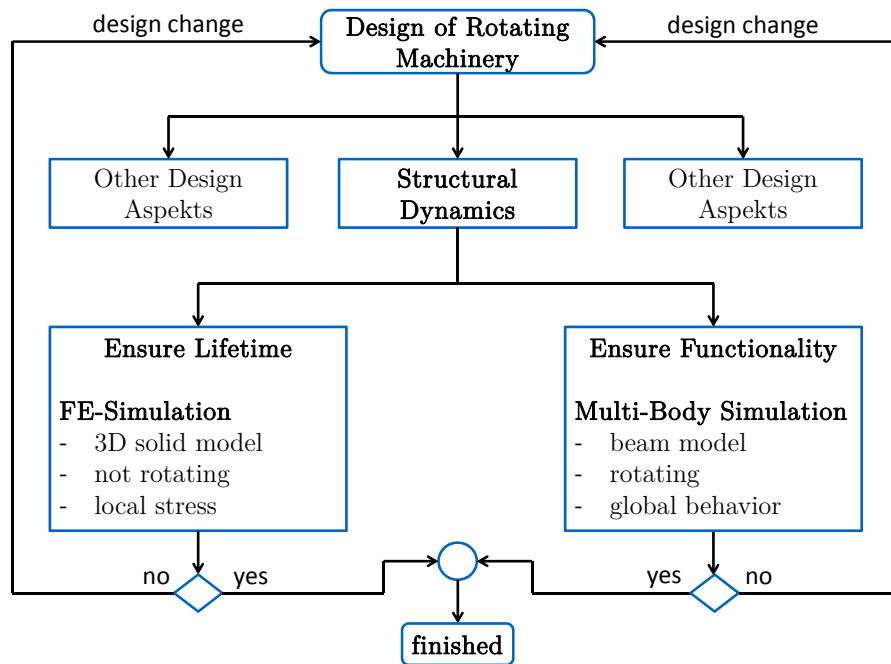 design change
Design of Rotating
Machinery
design change
Other Design
Aspekts
Structural
Dynamics
Other Design
Aspekts
Ensure Lifetime
FE-Simulation
- 3D solid model
- not rotating
- local stress
Ensure Functionality
Multi-Body Simulation
- beam model
- rotating
- global behavior
no
yes
yes
no
finished